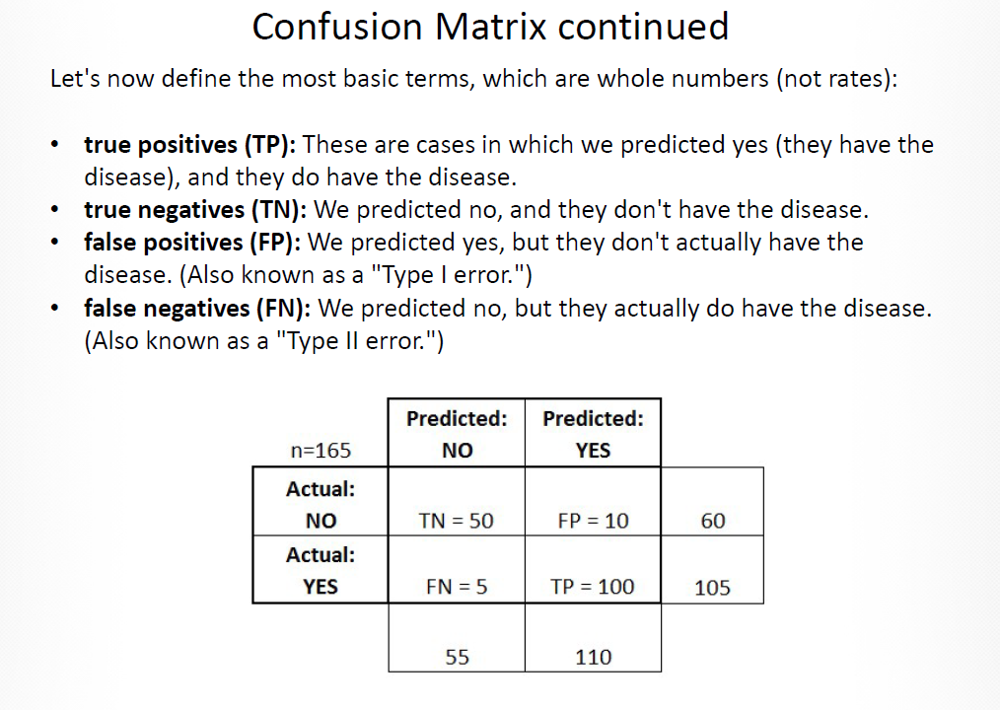 Confusion Matrix continued
Let's now define the most basic terms, which are whole numbers (not rates):
• true positives (TP): These are cases in which we predicted yes (they have the
disease), and they do have the disease.
• true negatives (TN): We predicted no, and they don't have the disease.
• false positives (FP): We predicted yes, but they don't actually have the
disease. (Also known as a "Type I error.")
• false negatives (FN): We predicted no, but they actually do have the disease.
(Also known as a "Type II error.")
Predicted: Predicted:
n=165 NO YES
Actual:
NO TN = 50 FP = 10 60
Actual:
YES FN = 5 TP = 100 105
55 110